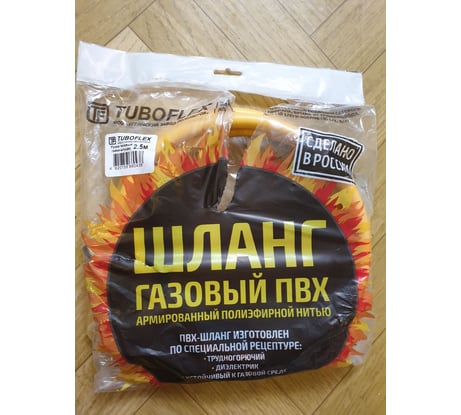 TUBOFLEX
TUBOFLEX
2.5м
СДЕЛАНО
В РОССИИ
ШЛАНГ
ГАЗОВЫЙ ПВХ
АРМИРОВАННЫЙ ПОЛИЭФИРНОЙ НИТЬЮ
ПВХ-ШЛАНГ ИЗГОТОВЛЕН
ПО СПЕЦИАЛЬНОЙ РЕЦЕПТУРЕ:
• ТРУДНОГОРЮЧИЙ
• ДИЭЛЕКТРИК
К ГАЗОВОЙ СРЕДЕ